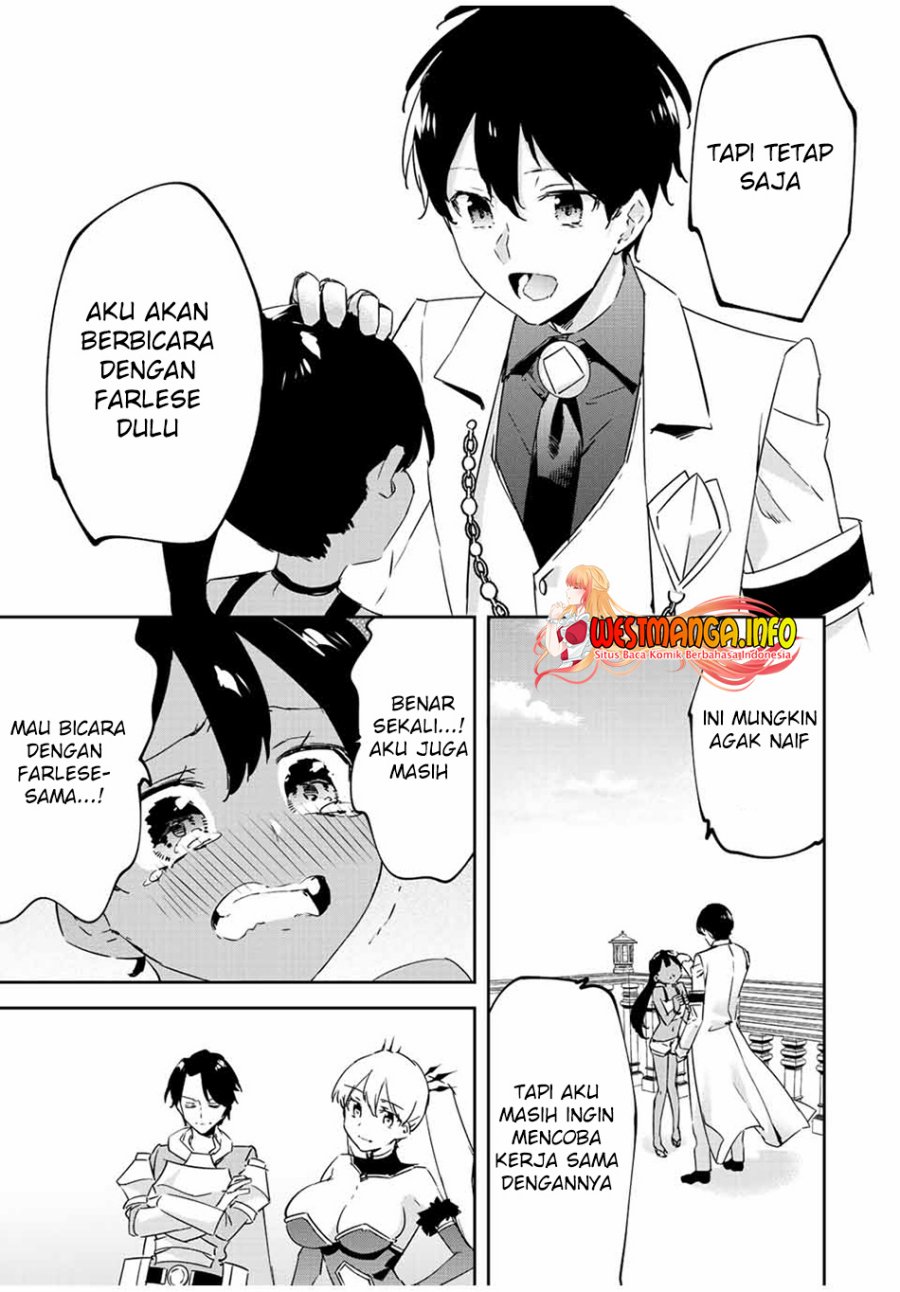 TAPI TETAP
SAJA
AKU AKAN
BERBICARA
DENGAN
FARLESE
DULU
WESTMANGA.INFO
Situs Baca Komik Berbahasa Indonesia
INI MUNGKIN
AGAK NAIF
TAPI AKU
MASIH INGIN
MENCOBA
KERJA SAMA
DENGANNYA
BENAR
SEKALI...!
AKU JUGA
MASIH
MAU BICARA
DENGAN
FARLESE-
SAMA...!